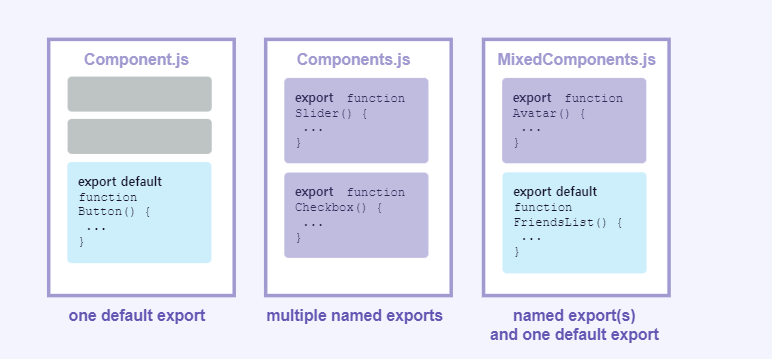 Component.js
export default
function
Button() {
...
}
one default export
Components.js
export function
Slider() {
...
}
export function
Checkbox() {
...
}
multiple named exports
MixedComponents.js
export function
Avatar() {
...
}
export default
function
FriendsList() {
...
}
named export(s)
and one default export